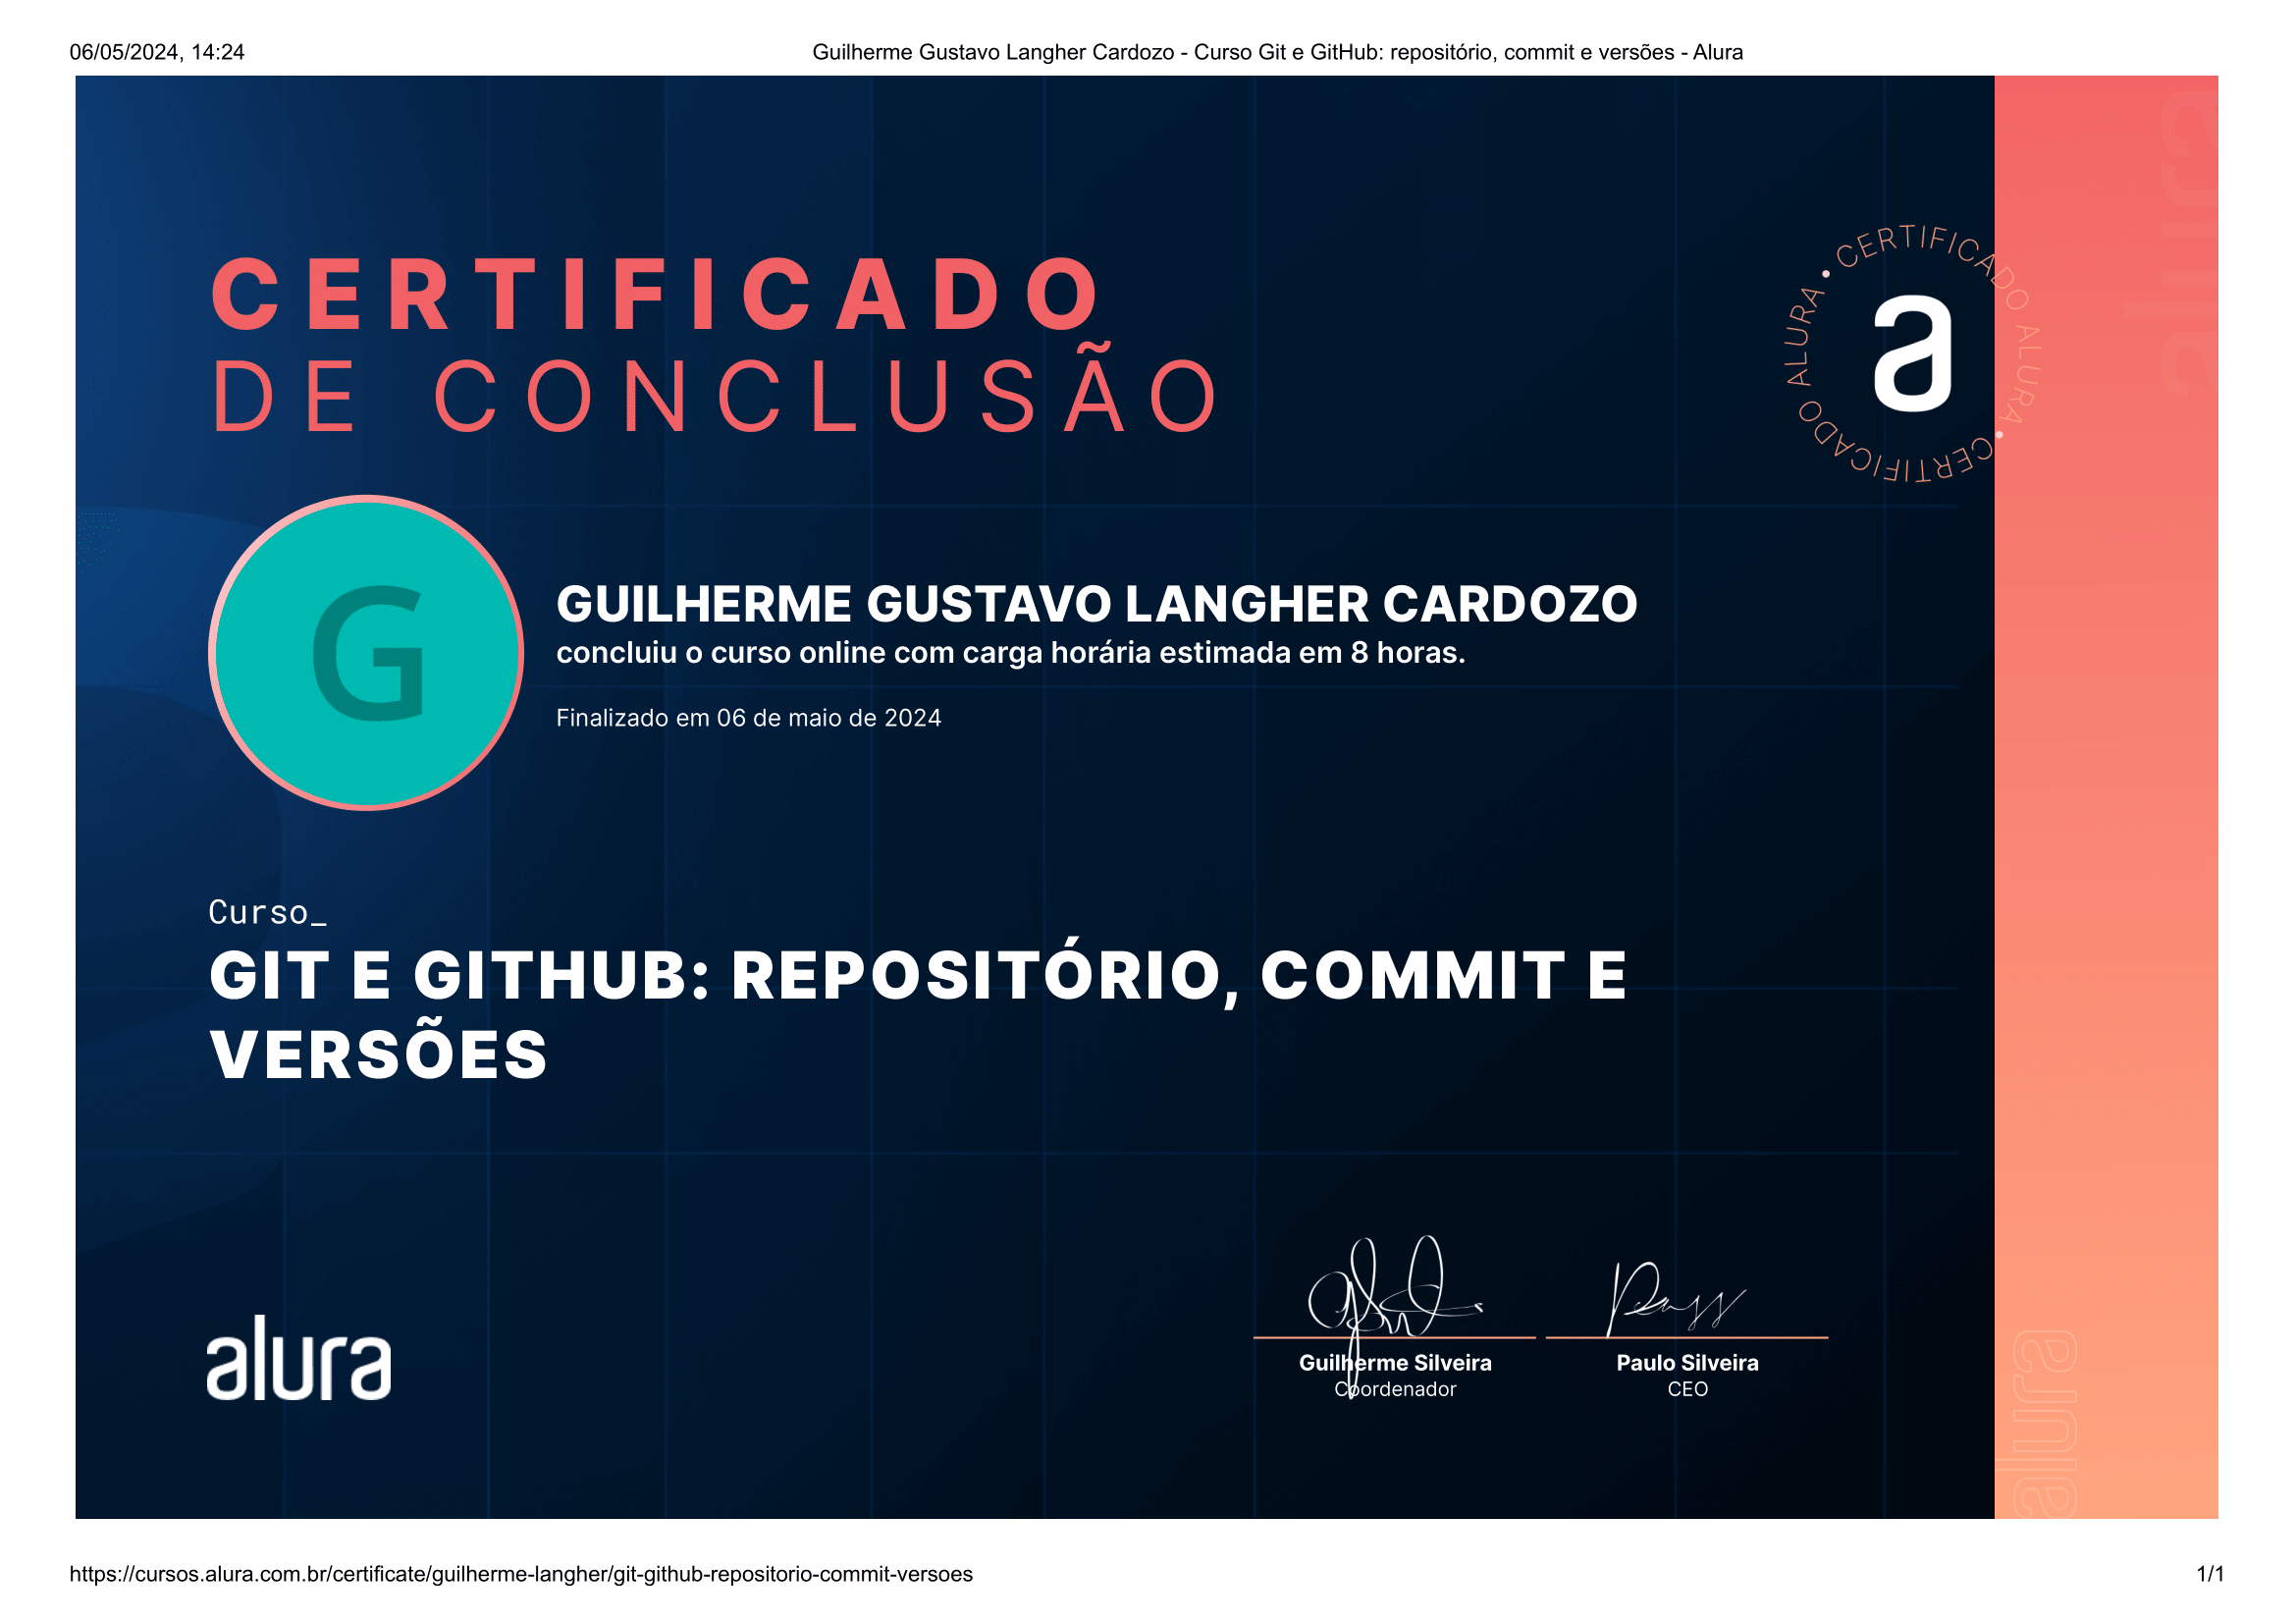 06/05/2024, 14:24
Guilherme Gustavo Langher Cardozo - Curso Git e GitHub: repositório, commit e versões - Alura
CERTIFICADO
DE CONCLUSÃO
CERTIFICADO ALURA • CERTIFICADO ALURA •
a
alura
G
GUILHERME GUSTAVO LANGHER CARDOZO
concluiu o curso online com carga horária estimada em 8 horas.
Finalizado em 06 de maio de 2024
Curso_
GIT E GITHUB: REPOSITÓRIO, COMMIT E
VERSÕES
alura
Guilherme Silveira
Coordenador
Paulo Silveira
CEO
alura
https://cursos.alura.com.br/certificate/guilherme-langher/git-github-repositorio-commit-versoes
1/1